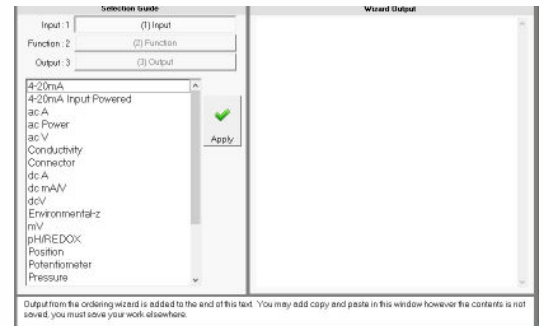 Selection Guide
Wizard Output
Input : 1
(1) Input
Function : 2
(2) Function
Output : 3
(3) Output
4-20mA
4-20mA Input Powered
ac A
ac Power
ac V
Conductivity
Connector
dc A
dc mA/V
dcV
Environmental-z
mV
pH/REDOX
Position
Potentiometer
Pressure
Apply
Output from the ordering wizard is added to the end of this text. You may add copy and paste in this window however the contents is not
saved, you must save your work elsewhere.